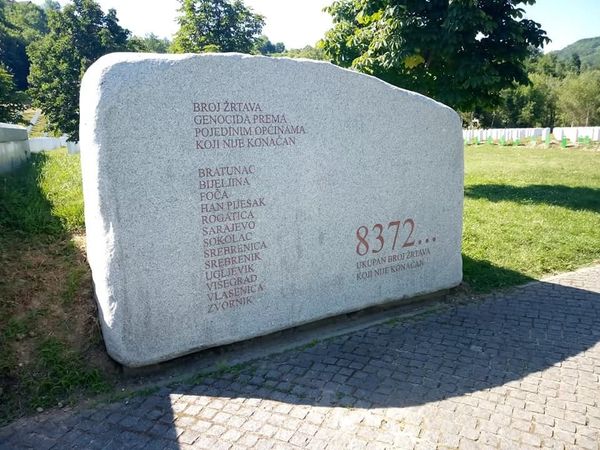 BROJ ŽRTAVA
GENOCIDA PREMA
POJEDINIM OPĆINAMA
KOJI NIJE KONAČAN
BRATUNAC
BIJELJINA
FOČA
HAN PIJESAK
ROGATICA
SARAJEVO
SOKOLAC
SREBRENICA
SREBRENIK
UGLJEVIK
VIŠEGRAD
VLASENICA
ZVORNIK
8372...
UKUPAN BROJ ŽRTAVA
KOJI NIJE KONAČAN